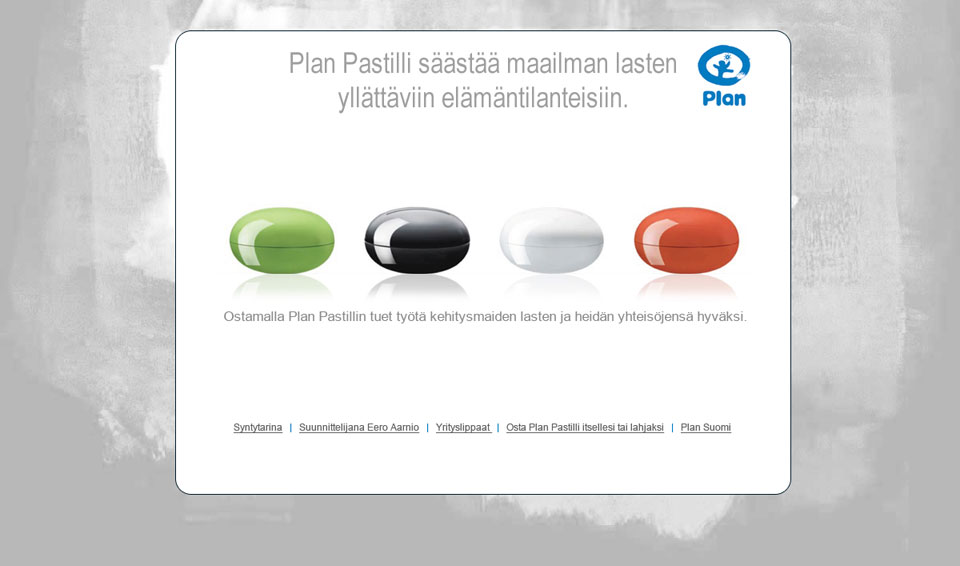 Plan Pastilli säästää maailman lasten
yllättäviin elämäntilanteisiin.
Plan
Ostamalla Plan Pastillin tuet työtä kehitysmaiden lasten ja heidän yhteisöjensä hyväksi.
Syntytarina | Suunnittelijana Eero Aarnio | Yrityslippaat | Osta Plan Pastilli itsellesi tai lahjaksi | Plan Suomi